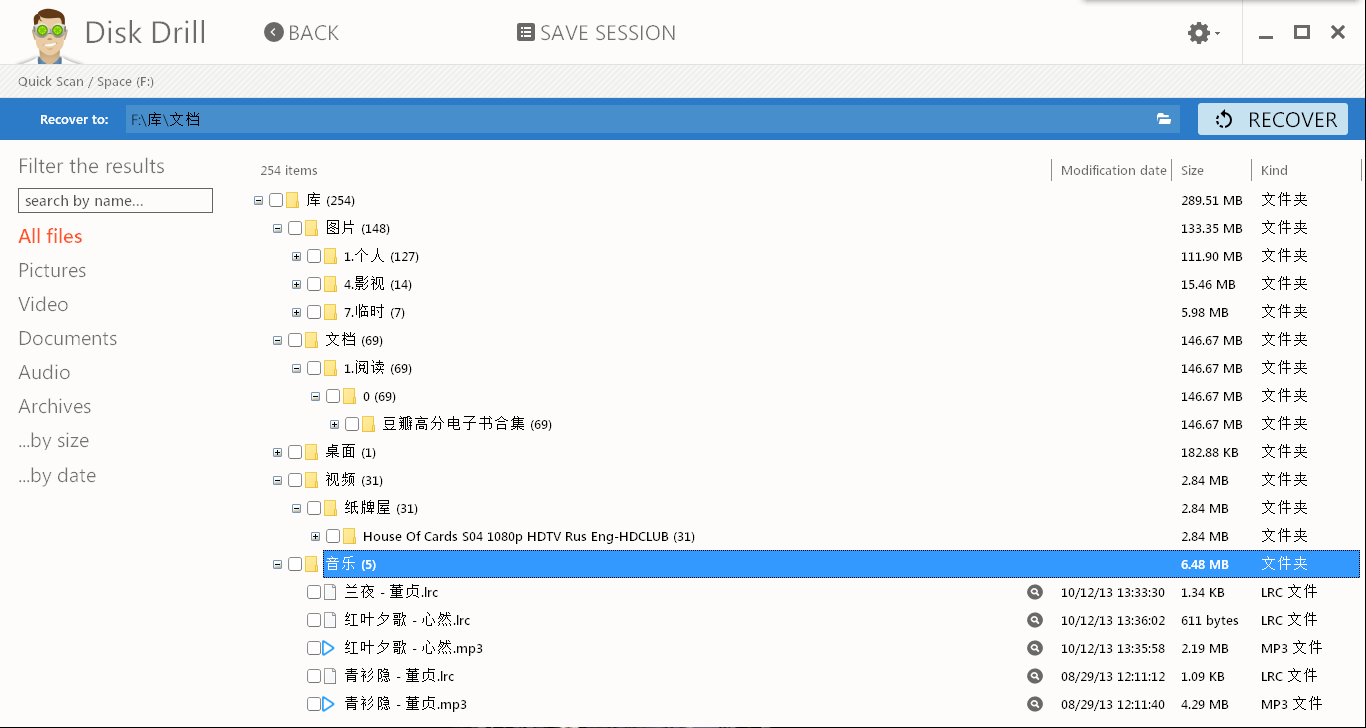 Disk Drill BACK SAVE SESSION
Quick Scan / Space (F:)
Recover to: F:\库\文档 RECOVER
Filter the results
search by name...
All files
Pictures
Video
Documents
Audio
Archives
...by size
...by date
254 items Modification date Size Kind
库 (254) 289.51 MB 文件夹
图片 (148) 133.35 MB 文件夹
1.个人 (127) 111.90 MB 文件夹
4.影视 (14) 15.46 MB 文件夹
7.临时 (7) 5.98 MB 文件夹
文档 (69) 146.67 MB 文件夹
1.阅读 (69) 146.67 MB 文件夹
0 (69) 146.67 MB 文件夹
豆瓣高分电子书合集 (69) 146.67 MB 文件夹
桌面 (1) 182.88 KB 文件夹
视频 (31) 2.84 MB 文件夹
纸牌屋 (31) 2.84 MB 文件夹
House Of Cards S04 1080p HDTV Rus Eng-HDCLUB (31) 2.84 MB 文件夹
音乐 (5) 6.48 MB 文件夹
兰夜 - 董贞.lrc 10/12/13 13:33:30 1.34 KB LRC 文件
红叶夕歌 - 心然.lrc 10/12/13 13:36:02 611 bytes LRC 文件
红叶夕歌 - 心然.mp3 10/12/13 13:35:58 2.19 MB MP3 文件
青衫隐 - 董贞.lrc 08/29/13 12:11:12 1.09 KB LRC 文件
青衫隐 - 董贞.mp3 08/29/13 12:11:40 4.29 MB MP3 文件